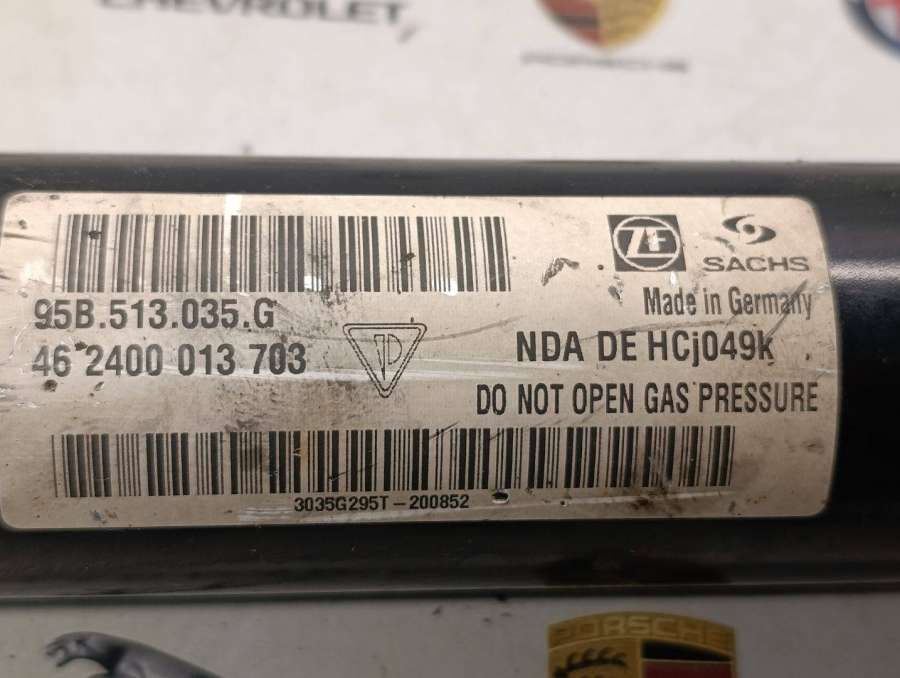 CHEVROLET
PORSCHE
ZF
SACHS
Made in Germany
95B.513.035.G
46 2400 013 703
NDA DE HCj049k
DO NOT OPEN GAS PRESSURE
3035G295T-200852
PORSCHE